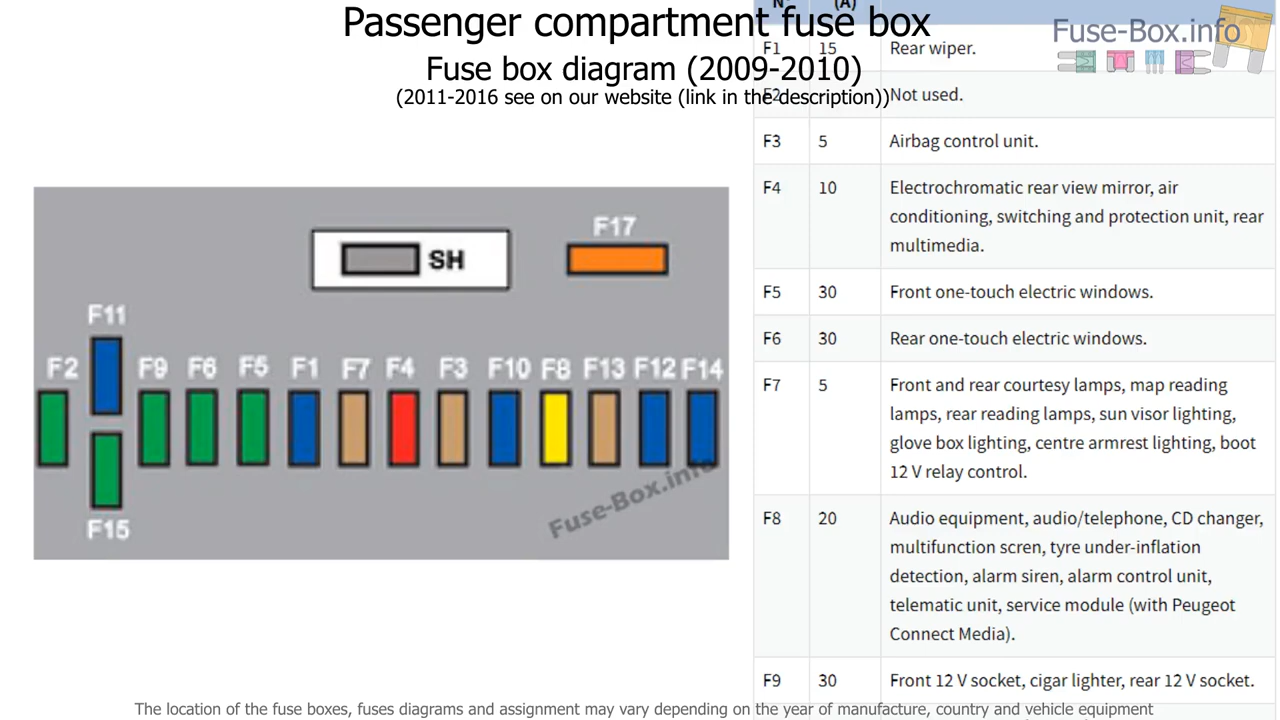 Passenger compartment fuse box
Fuse box diagram (2009-2010)
(2011-2016 see on our website (link in the description))
Fuse-Box.info
SH
F17
F11
F2 F9 F6 F5 F1 F7 F4 F3 F10 F8 F13 F12 F14
F15
Fuse-Box.info
N° (A)
F1 15 Rear wiper.
F2 Not used.
F3 5 Airbag control unit.
F4 10 Electrochromatic rear view mirror, air
conditioning, switching and protection unit, rear
multimedia.
F5 30 Front one-touch electric windows.
F6 30 Rear one-touch electric windows.
F7 5 Front and rear courtesy lamps, map reading
lamps, rear reading lamps, sun visor lighting,
glove box lighting, centre armrest lighting, boot
12 V relay control.
F8 20 Audio equipment, audio/telephone, CD changer,
multifunction scren, tyre under-inflation
detection, alarm siren, alarm control unit,
telematic unit, service module (with Peugeot
Connect Media).
F9 30 Front 12 V socket, cigar lighter, rear 12 V socket.
The location of the fuse boxes, fuses diagrams and assignment may vary depending on the year of manufacture, country and vehicle equipment